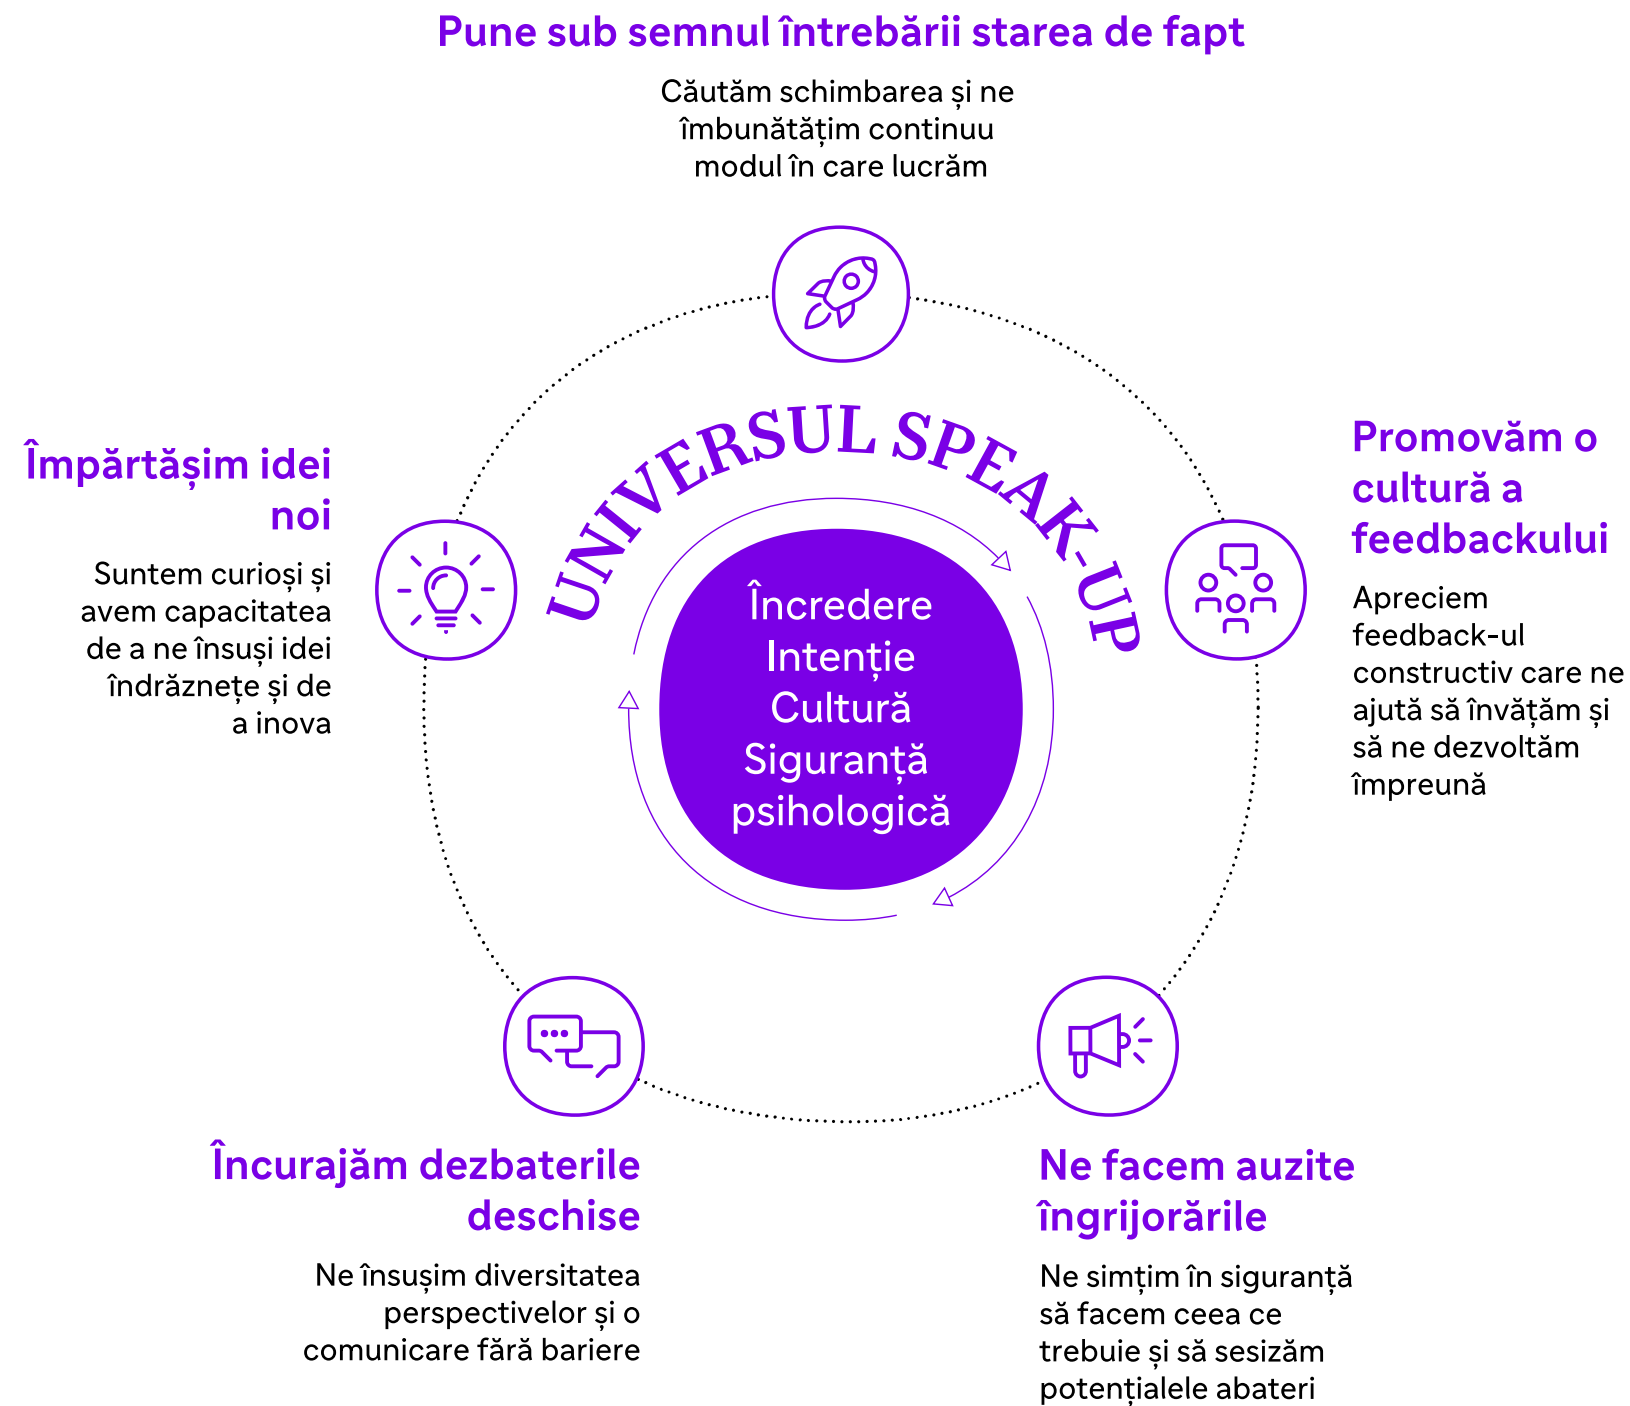 Pune sub semnul întrebării starea de fapt
Căutăm schimbarea și ne
îmbunătățim continuu
modul în care lucrăm
UNIVERSUL SPEAK-UP
Încredere
Intenție
Cultură
Siguranță
psihologică
Promovăm o
cultură a
feedbackului
Apreciem
feedback-ul
constructiv care ne
ajută să învățăm și
să ne dezvoltăm
împreună
Ne facem auzite
îngrijorările
Ne simțim în siguranță
să facem ceea ce
trebuie și să sesizăm
potențialele abateri
Încurajăm dezbaterile
deschise
Ne însușim diversitatea
perspectivelor și o
comunicare fără bariere
Împărtășim idei
noi
Suntem curioși și
avem capacitatea
de a ne însuși idei
îndrăznețe și de
a inova